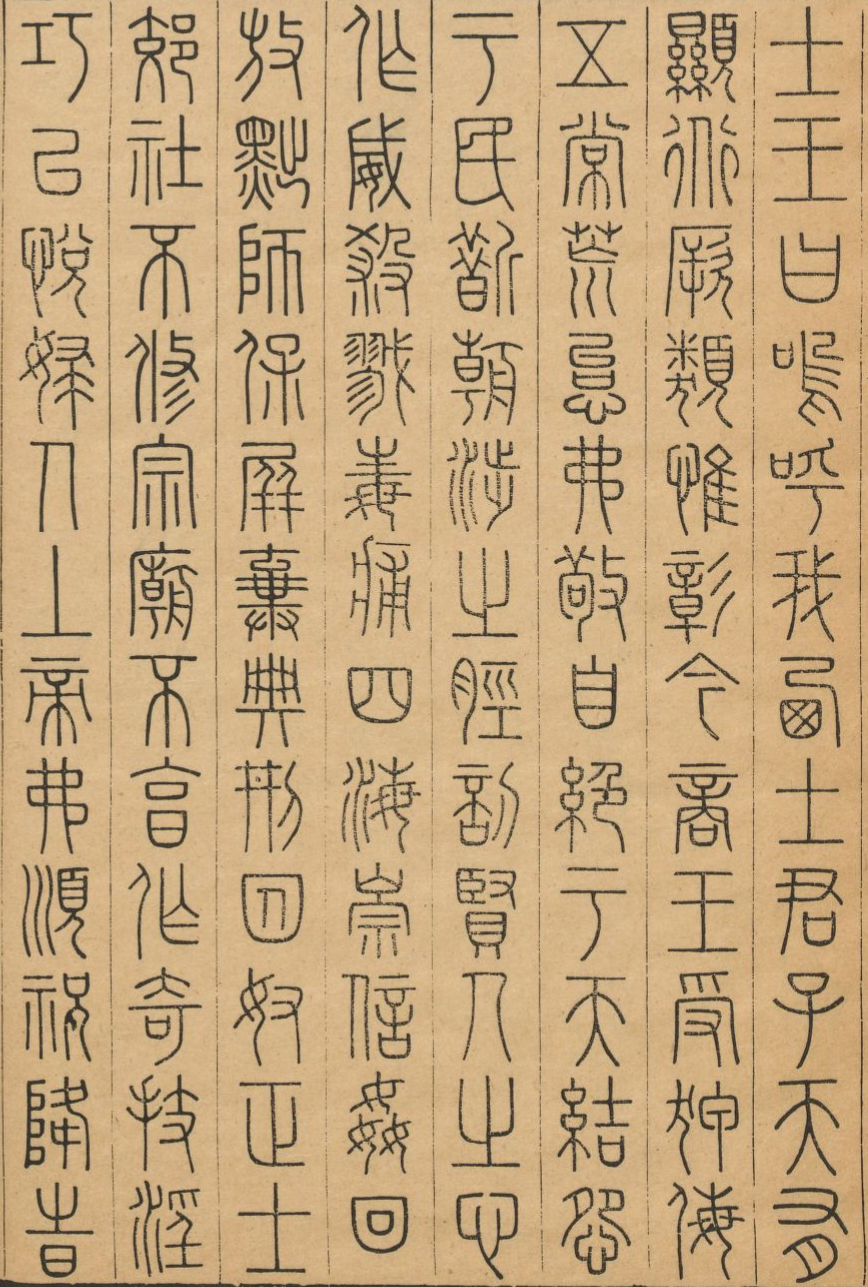 士王曰嗚呼我西土君子天有
顯道厥類惟彰今商王受狎侮
五常荒怠弗敬自絕于天結怨
于民斮朝涉之脛剖賢人之心
作威殺戮毒痡四海崇信姦回
放黜師保屏棄典刑囚奴正士
郊社不修宗廟不享作奇技淫
巧以悅婦人上帝弗順祝降時